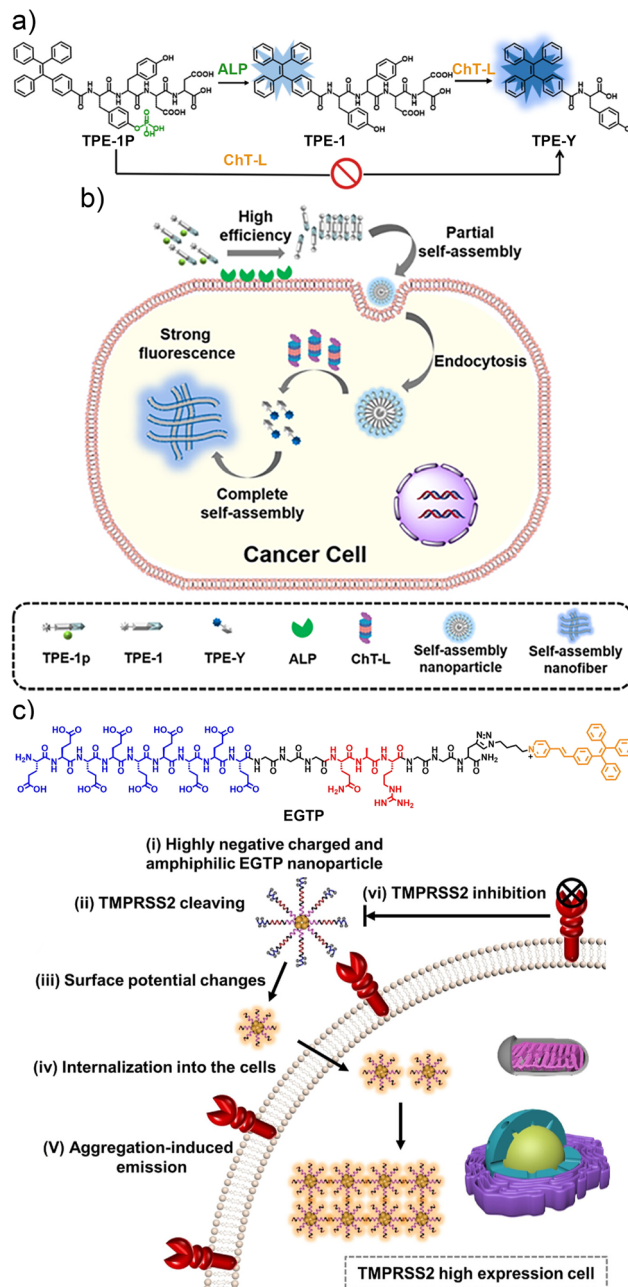 a)
ALP
ChT-L
TPE-1P
TPE-1
TPE-Y
ChT-L
b)
High
efficiency
Partial
self-assembly
Strong
fluorescence
Endocytosis
Complete
self-assembly
Cancer Cell
TPE-1p
TPE-1
TPE-Y
ALP
ChT-L
Self-assembly
nanoparticle
Self-assembly
nanofiber
c)
EGTP
(i) Highly negative charged and
amphiphilic EGTP nanoparticle
(ii) TMPRSS2 cleaving
(vi) TMPRSS2 inhibition
(iii) Surface potential changes
(iv) Internalization into the cells
(V) Aggregation-induced
emission
TMPRSS2 high expression cell